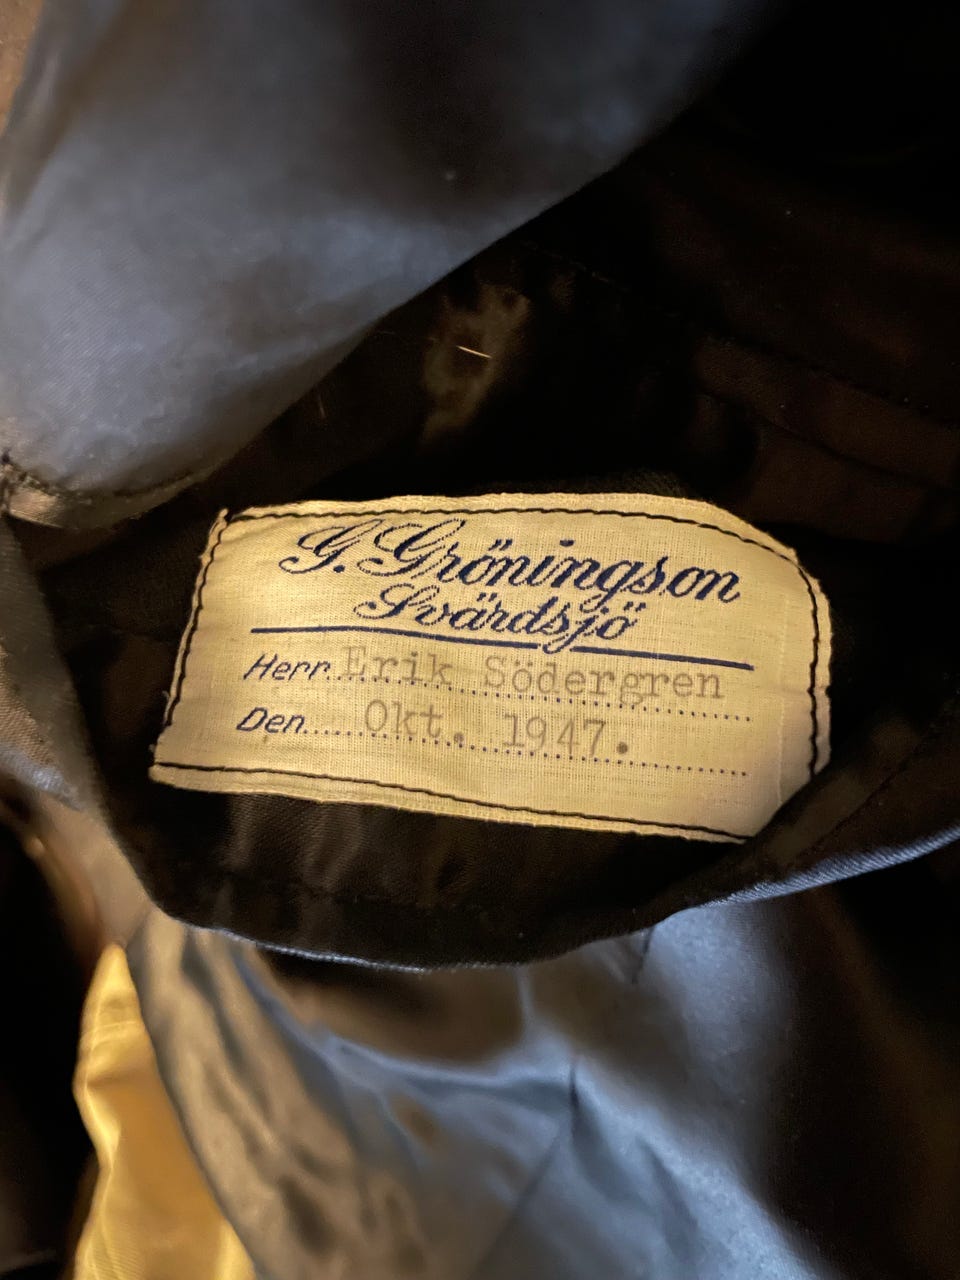 G. Gröningson
Svärdsjö
Herr Erik Södergren
Den Okt. 1947.